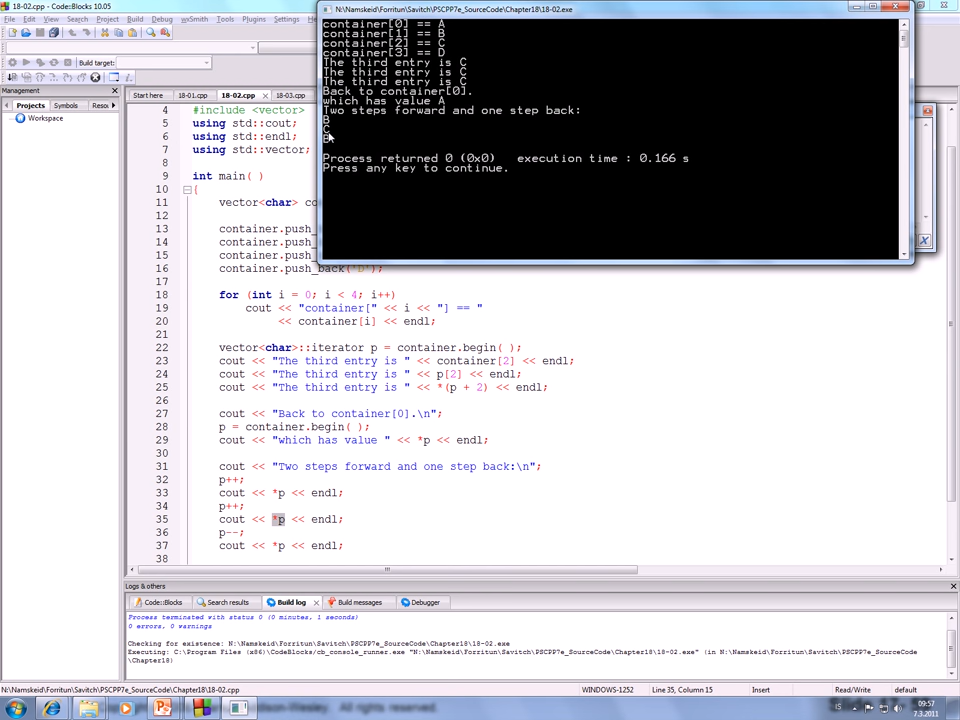 18-02.cpp - Code::Blocks 10.05
N:\Namskeid\Forritun\Savitch\PSCPP7e_SourceCode\Chapter18\18-02.exe
File Edit View
wxSmith Tools Plugins Settings
container[0] == A
container[1] == B
container[2] == C
container[3] == D
The third entry is C
The third entry is C
The third entry is C
Back to container[0].
which has value A
Two steps forward and one step back:
B
C
B
Process returned 0 (0x0)   execution time : 0.166 s
Press any key to continue.
Build target:
Management
Projects Symbols Resou
Workspace
Start here 18-01.cpp 18-02.cpp 18-03.cpp
4 #include <vector>
5 using std::cout;
6 using std::endl;
7 using std::vector;
8
9 int main( )
10 {
11 vector<char>
12
13 container.push_
14 container.push_
15 container.push_
16 container.push_back('D');
17
18 for (int i = 0; i < 4; i++)
19 cout << "container[" << i << "] == "
20 << container[i] << endl;
21
22 vector<char>::iterator p = container.begin( );
23 cout << "The third entry is " << container[2] << endl;
24 cout << "The third entry is " << p[2] << endl;
25 cout << "The third entry is " << *(p + 2) << endl;
26
27 cout << "Back to container[0].\n";
28 p = container.begin( );
29 cout << "which has value " << *p << endl;
30
31 cout << "Two steps forward and one step back:\n";
32 p++;
33 cout << *p << endl;
34 p++;
35 cout << *p << endl;
36 p--;
37 cout << *p << endl;
38
Logs & others
Code::Blocks Search results Build log Build messages Debugger
Process terminated with status 0 (0 minutes, 1 seconds)
0 errors, 0 warnings
Checking for existence: N:\Namskeid\Forritun\Savitch\PSCPP7e_SourceCode\Chapter18\18-02.exe
Executing: C:\Program Files (x86)\CodeBlocks/cb_console_runner.exe "N:\Namskeid\Forritun\Savitch\PSCPP7e_SourceCode\Chapter18\18-02.exe" (in N:\Namskeid\Forritun\Savitch\PSCPP7e_SourceCode
\Chapter18)
N:\Namskeid\Forritun\Savitch\PSCPP7e_SourceCode\Chapter18\18-02.cpp WINDOWS-1252 Line 35, Column 15 Insert Read/Write default
IS 09:57
7.3.2011
All rights reserved.